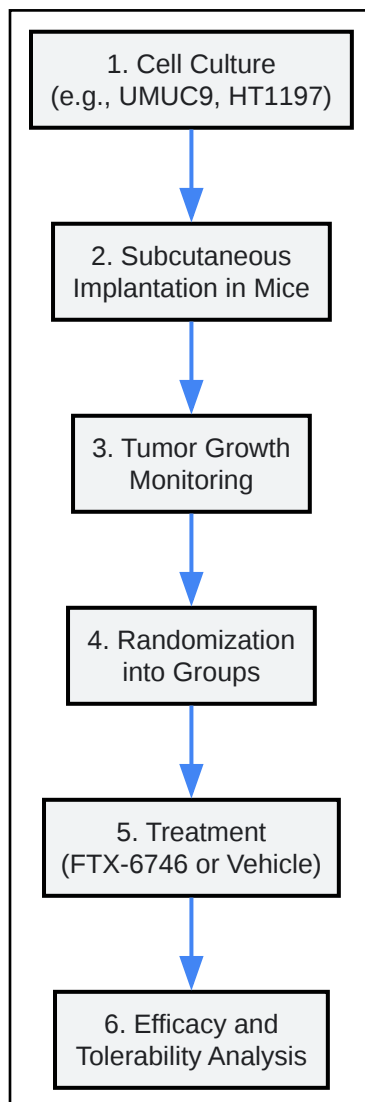 1. Cell Culture
(e.g., UMUC9, HT1197)
2. Subcutaneous
Implantation in Mice
3. Tumor Growth
Monitoring
4. Randomization
into Groups
5. Treatment
(FTX-6746 or Vehicle)
6. Efficacy and
Tolerability Analysis